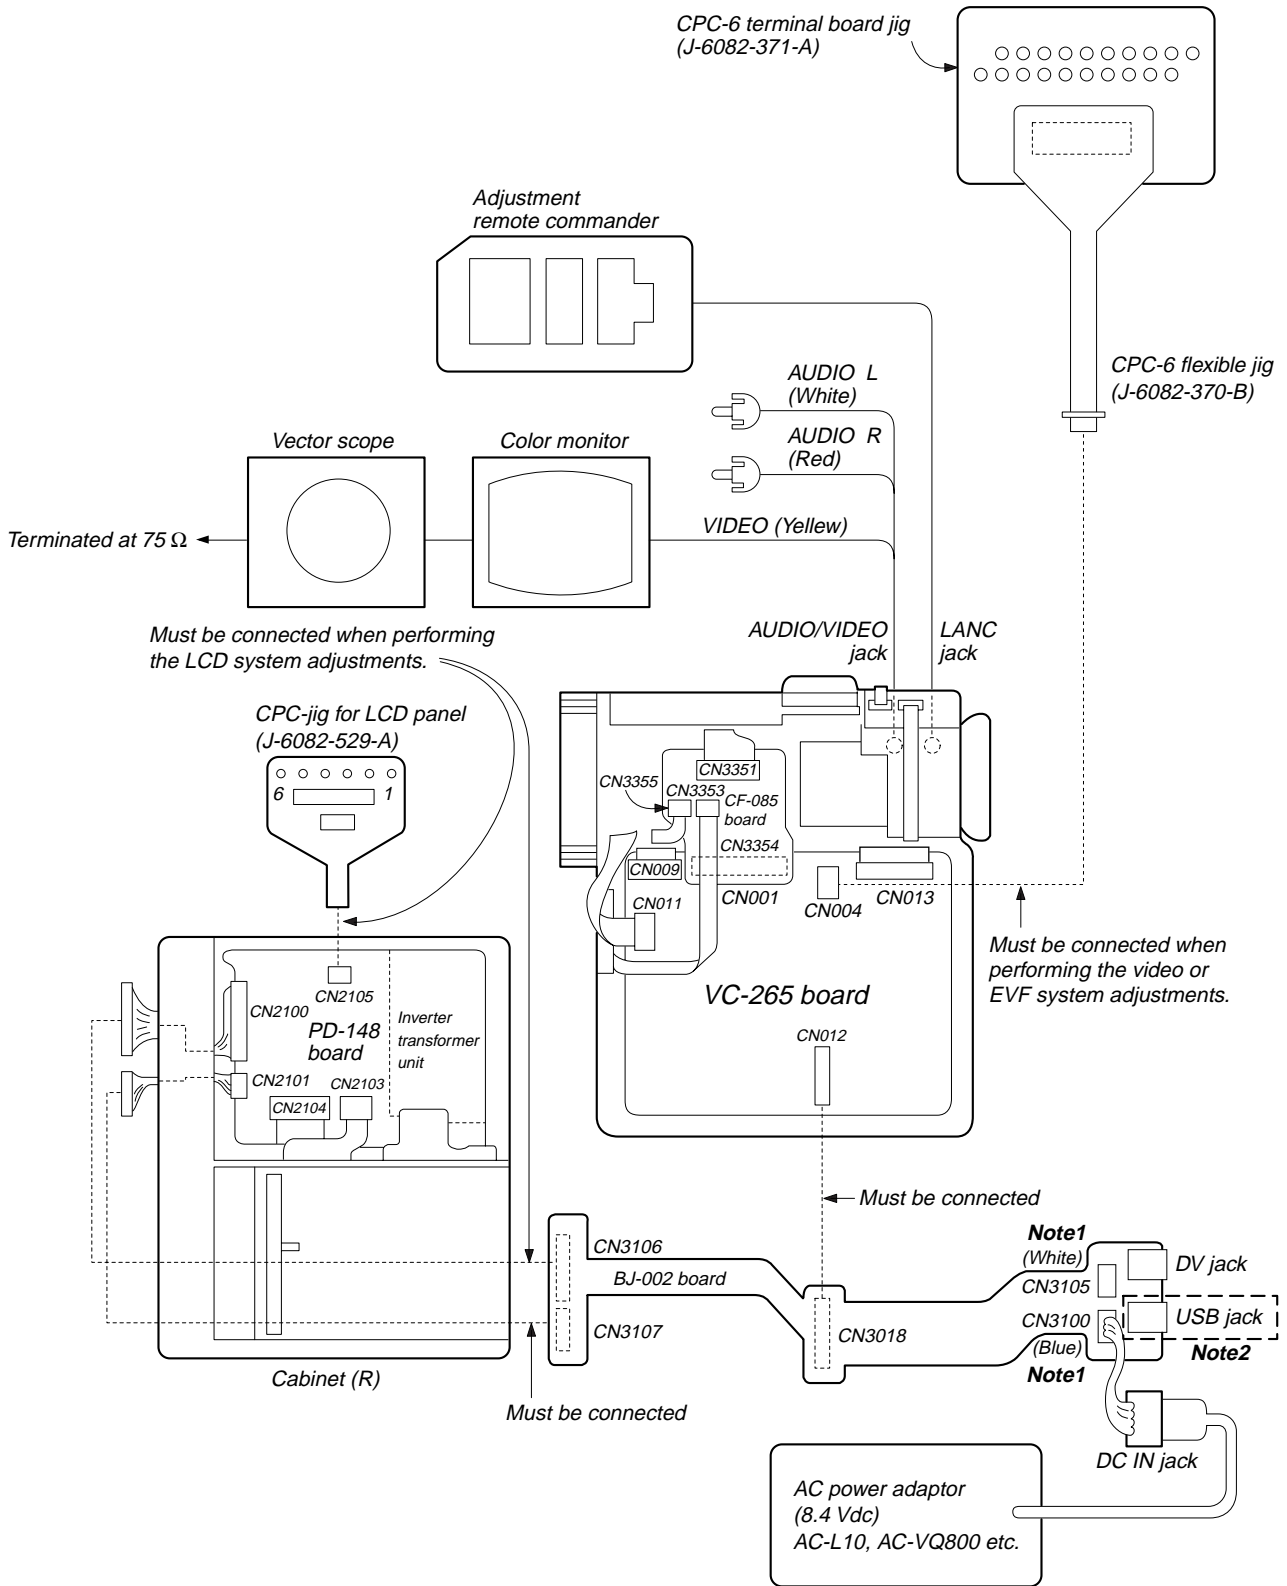 CPC-6 terminal board jig
(J-6082-371-A)
Adjustment
remote commander
CPC-6 flexible jig
(J-6082-370-B)
AUDIO L
(White)
AUDIO R
(Red)
Vector scope
Color monitor
VIDEO (Yellew)
Terminated at 75 Ω
Must be connected when performing
the LCD system adjustments.
AUDIO/VIDEO
jack
LANC
jack
CPC-jig for LCD panel
(J-6082-529-A)
6
1
CN3351
CN3355
CN3353
CF-085
board
CN3354
CN009
CN001
CN011
CN004
CN013
Must be connected when
performing the video or
EVF system adjustments.
VC-265 board
CN012
CN2105
CN2100
PD-148
board
Inverter
transformer
unit
CN2101
CN2103
CN2104
Must be connected
Note1
(White)
CN3106
BJ-002 board
CN3105
DV jack
CN3107
CN3018
CN3100
(Blue)
Note1
USB jack
Note2
Cabinet (R)
Must be connected
DC IN jack
AC power adaptor
(8.4 Vdc)
AC-L10, AC-VQ800 etc.